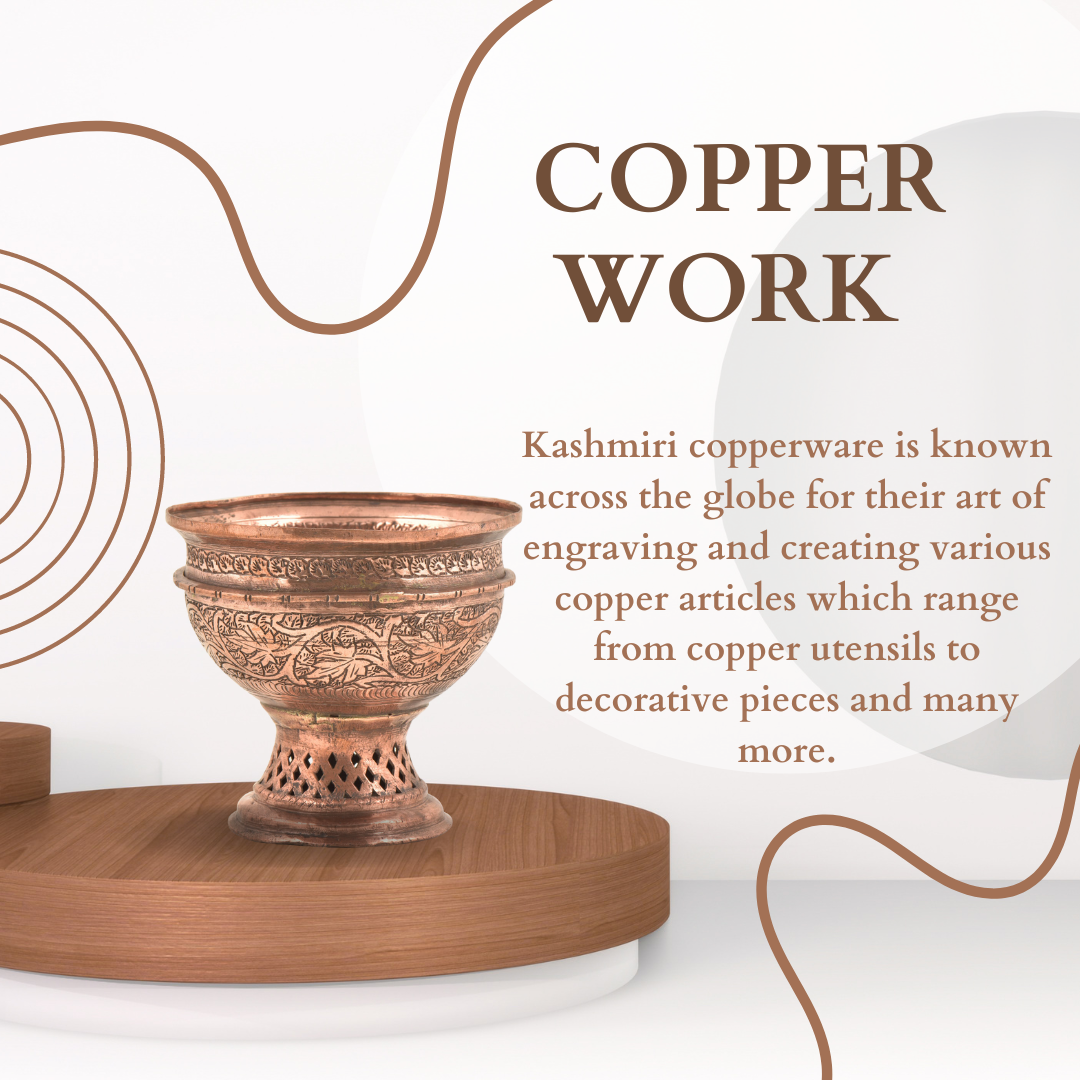 COPPER
WORK
Kashmiri copperware is known
across the globe for their art of
engraving and creating various
copper articles which range
from copper utensils to
decorative pieces and many
more.